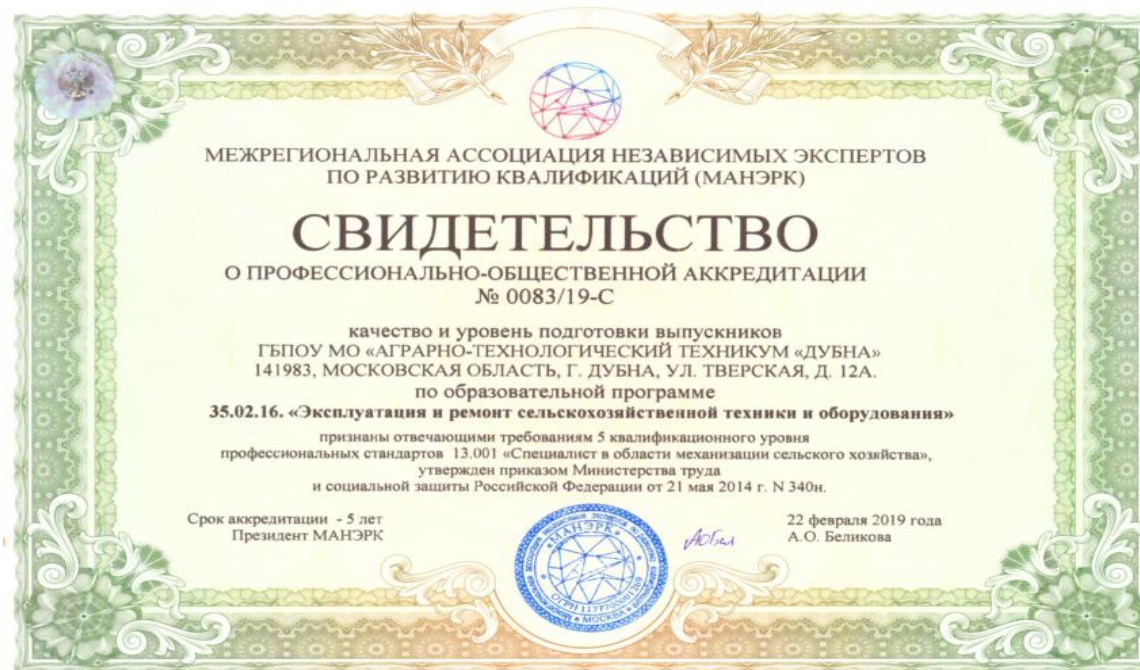 МЕЖРЕГИОНАЛЬНАЯ АССОЦИАЦИЯ НЕЗАВИСИМЫХ ЭКСПЕРТОВ
ПО РАЗВИТИЮ КВАЛИФИКАЦИЙ (МАНЭРК)
СВИДЕТЕЛЬСТВО
О ПРОФЕССИОНАЛЬНО-ОБЩЕСТВЕННОЙ АККРЕДИТАЦИИ
№ 0083/19-С
качество и уровень подготовки выпускников
ГБПОУ МО «АГРАРНО-ТЕХНОЛОГИЧЕСКИЙ ТЕХНИКУМ «ДУБНА»
141983, МОСКОВСКАЯ ОБЛАСТЬ, Г. ДУБНА, УЛ. ТВЕРСКАЯ, Д. 12А.
по образовательной программе
35.02.16. «Эксплуатация и ремонт сельскохозяйственной техники и оборудования»
признаны отвечающими требованиям 5 квалификационного уровня
профессиональных стандартов 13.001 «Специалист в области механизации сельского хозяйства»,
утвержден приказом Министерства труда
и социальной защиты Российской Федерации от 21 мая 2014 г. N 340н.
Срок аккредитации - 5 лет
Президент МАНЭРК
22 февраля 2019 года
А.О. Беликова
МАНЭРК
МОСКВА